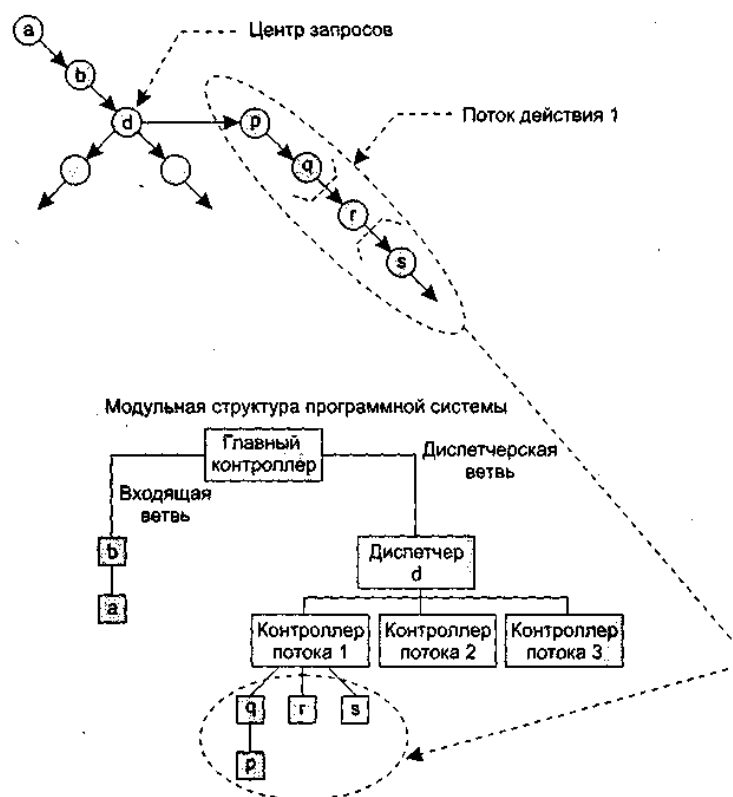 a
Центр запросов
b
d
p
Поток действия 1
q
r
s
Модульная структура программной системы
Главный
контроллер
Диспетчерская
ветвь
Входящая
ветвь
b
Диспетчер
d
a
Контроллер
потока 1
Контроллер
потока 2
Контроллер
потока 3
q
r
s
p